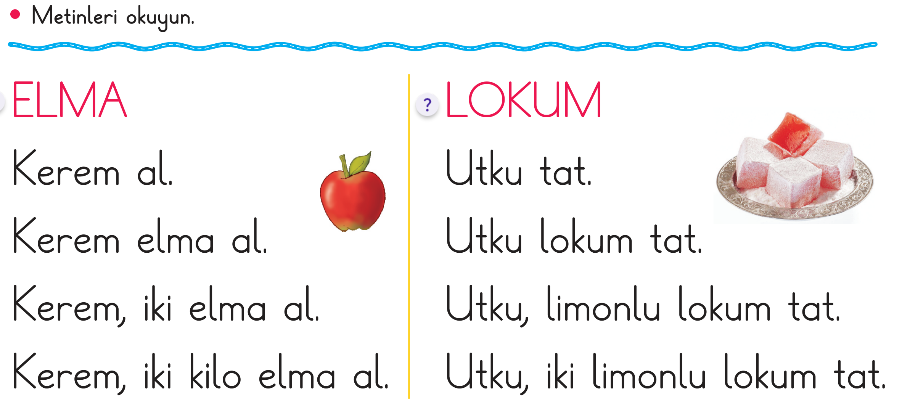 • Metinleri okuyun.
ELMA
Kerem al.
Kerem elma al.
Kerem, iki elma al.
Kerem, iki kilo elma al.
?
LOKUM
Utku tat.
Utku lokum tat.
Utku, limonlu lokum tat.
Utku, iki limonlu lokum tat.